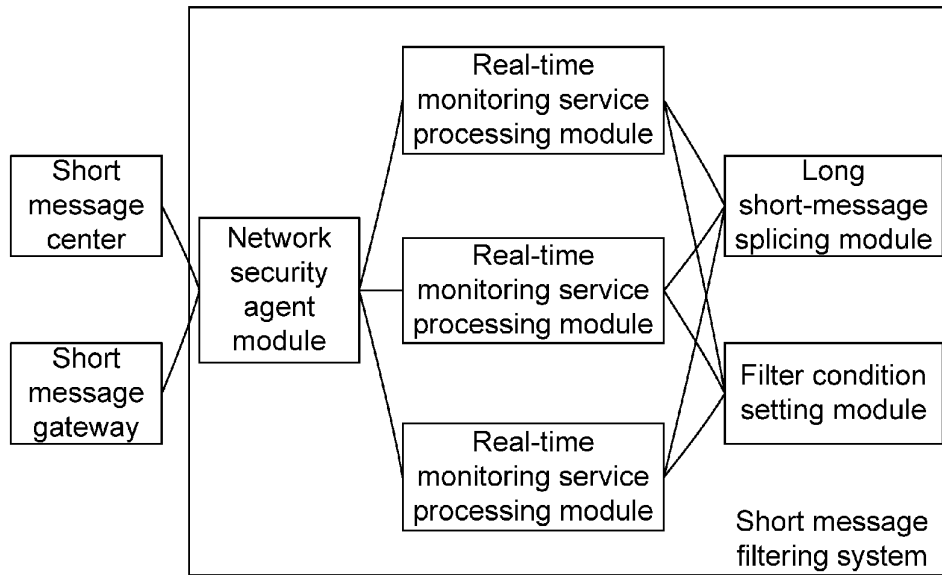 Short
message
center
Short
message
gateway
Network
security
agent
module
Real-time
monitoring service
processing module
Real-time
monitoring service
processing module
Real-time
monitoring service
processing module
Long
short-message
splicing module
Filter condition
setting module
Short message
filtering system